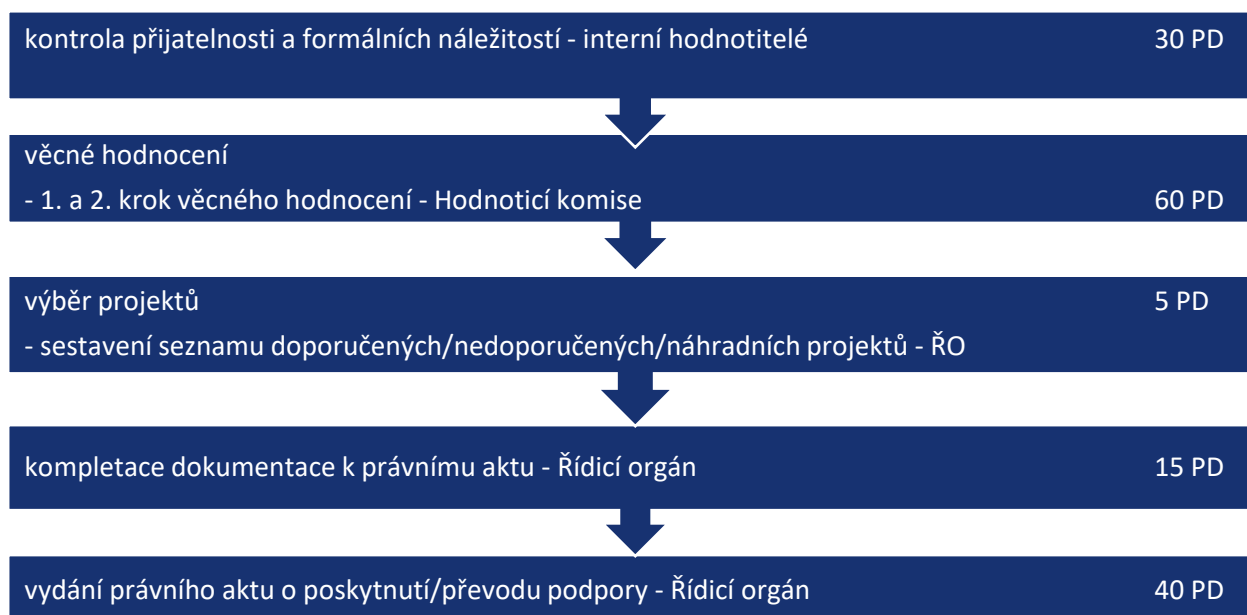 kontrola přijatelnosti a formálních náležitostí - interní hodnotitelé 30 PD
věcné hodnocení
- 1. a 2. krok věcného hodnocení - Hodnoticí komise 60 PD
výběr projektů 5 PD
- sestavení seznamu doporučených/nedoporučených/náhradních projektů - ŘO
kompletace dokumentace k právnímu aktu - Řídicí orgán 15 PD
vydání právního aktu o poskytnutí/převodu podpory - Řídicí orgán 40 PD